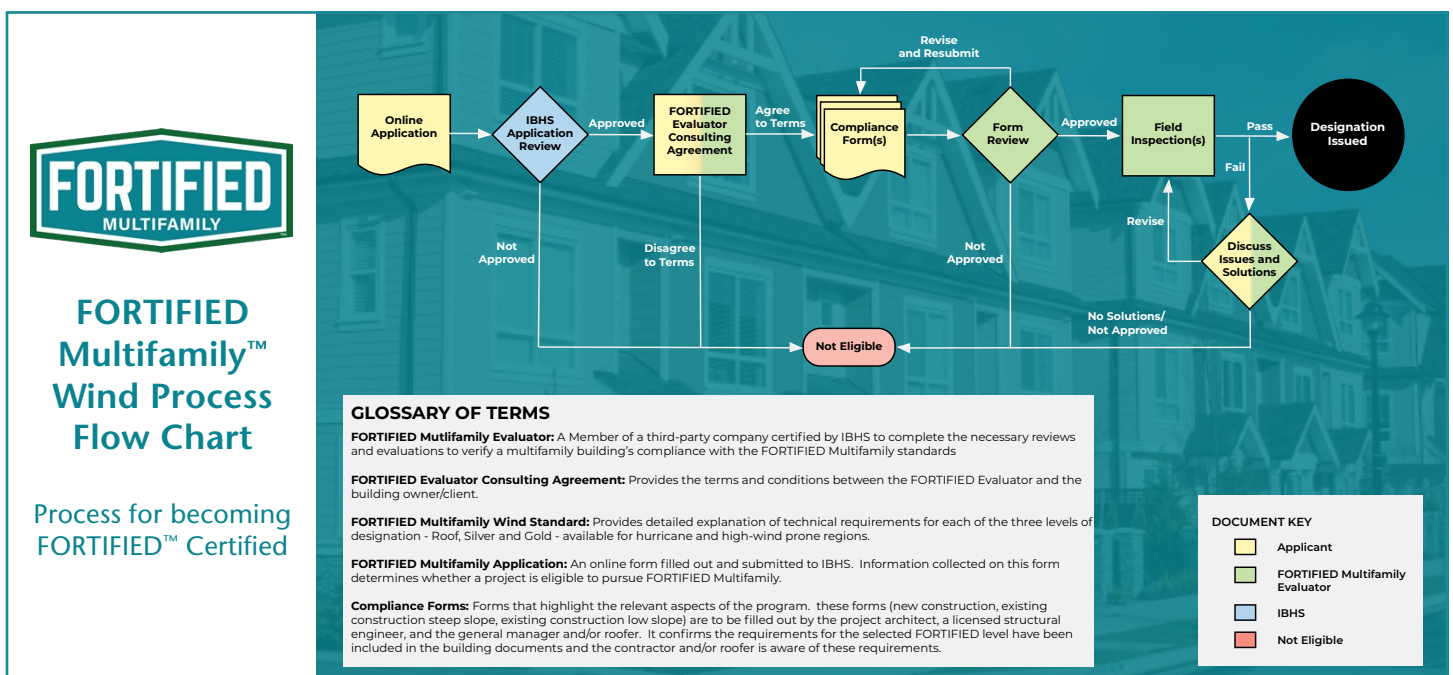 FORTIFIED
MULTIFAMILY
™
FORTIFIED
Multifamily™
Wind Process
Flow Chart
Process for becoming
FORTIFIED™ Certified
Revise
and Resubmit
Online
Application
IBHS
Application
Review
Approved
FORTIFIED
Evaluator
Consulting
Agreement
Agree
to Terms
Compliance
Form(s)
Form
Review
Approved
Field
Inspection(s)
Pass
Designation
Issued
Fail
Revise
Discuss
Issues and
Solutions
Not
Approved
Disagree
to Terms
Not
Approved
No Solutions/
Not Approved
Not Eligible
GLOSSARY OF TERMS
FORTIFIED Mutlifamily Evaluator: A Member of a third-party company certified by IBHS to complete the necessary reviews
and evaluations to verify a multifamily building's compliance with the FORTIFIED Multifamily standards
FORTIFIED Evaluator Consulting Agreement: Provides the terms and conditions between the FORTIFIED Evaluator and the
building owner/client.
FORTIFIED Multifamily Wind Standard: Provides detailed explanation of technical requirements for each of the three levels of
designation - Roof, Silver and Gold - available for hurricane and high-wind prone regions.
FORTIFIED Multifamily Application: An online form filled out and submitted to IBHS. Information collected on this form
determines whether a project is eligible to pursue FORTIFIED Multifamily.
Compliance Forms: Forms that highlight the relevant aspects of the program. these forms (new construction, existing
construction steep slope, existing construction low slope) are to be filled out by the project architect, a licensed structural
engineer, and the general manager and/or roofer. It confirms the requirements for the selected FORTIFIED level have been
included in the building documents and the contractor and/or roofer is aware of these requirements.
DOCUMENT KEY
Applicant
FORTIFIED Multifamily
Evaluator
IBHS
Not Eligible